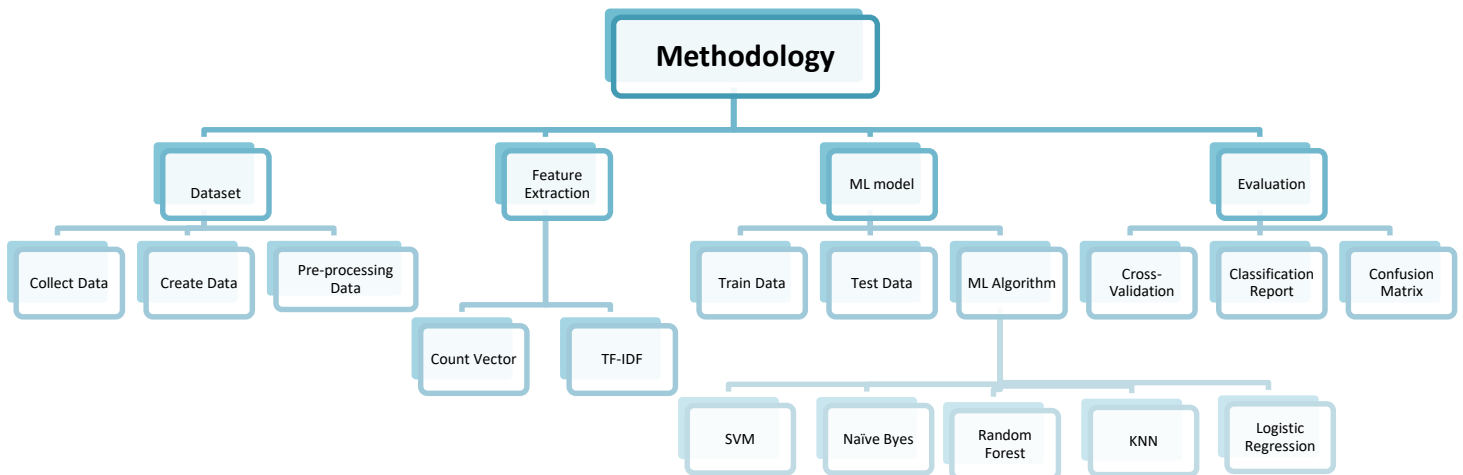 Methodology
Dataset
Feature
Extraction
ML model
Evaluation
Collect Data
Create Data
Pre-processing
Data
Train Data
Test Data
ML Algorithm
Cross-
Validation
Classification
Report
Confusion
Matrix
Count Vector
TF-IDF
SVM
Naïve Byes
Random
Forest
KNN
Logistic
Regression